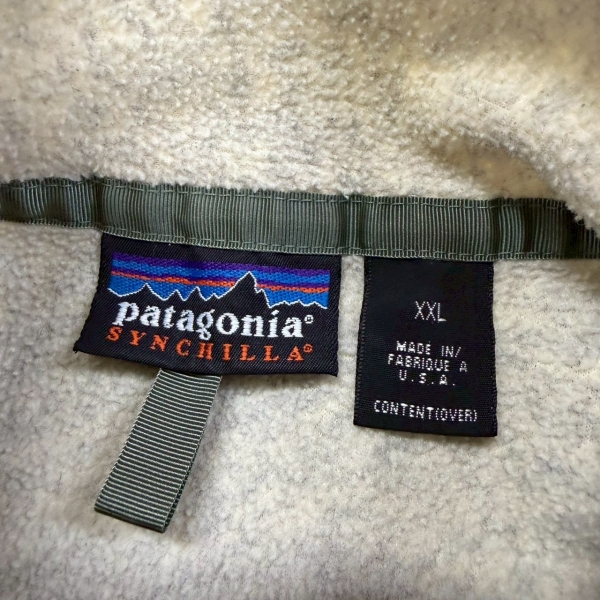 patagonia®
SYNCHILLA®
XXL
MADE IN/
FABRIQUE A
U.S.A.
CONTENT(OVER)